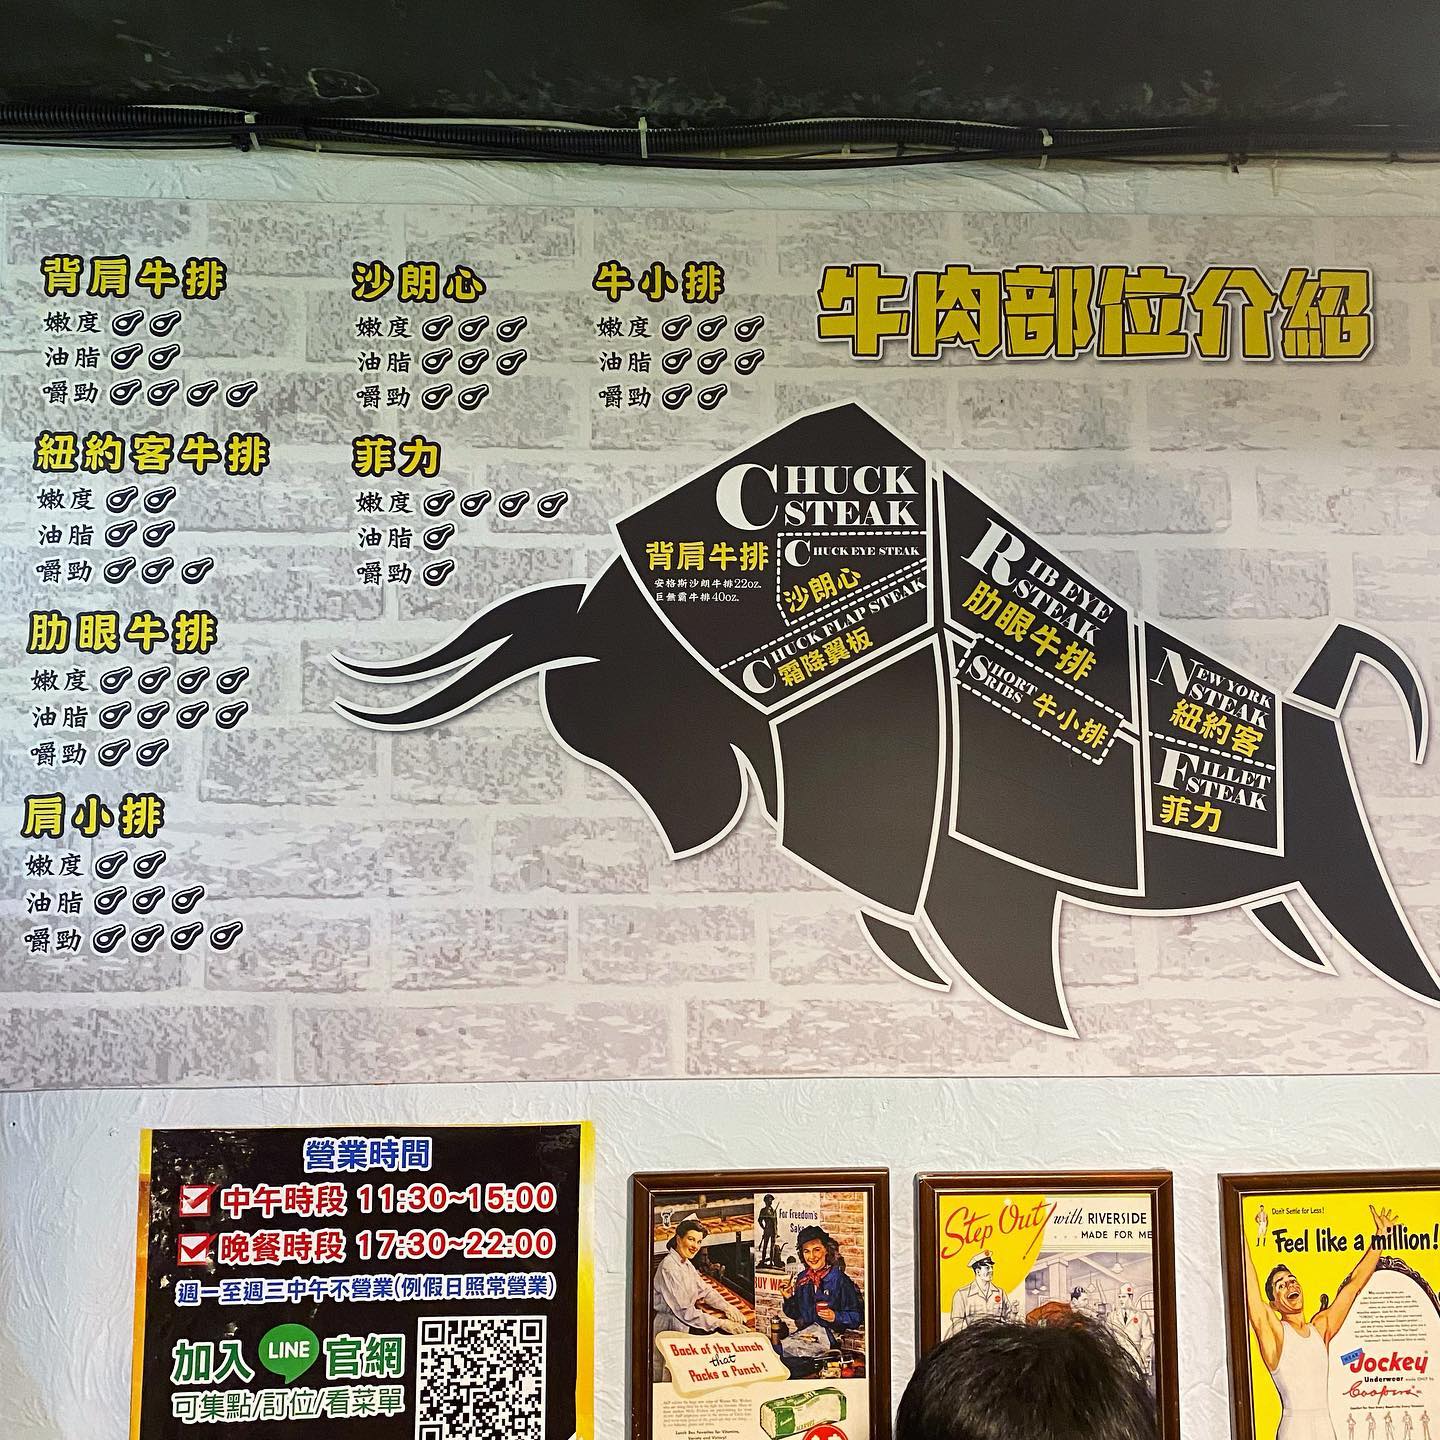 牛肉部位介紹
背肩牛排
嫩度
油脂
嚼勁
沙朗心
嫩度
油脂
嚼勁
牛小排
嫩度
油脂
嚼勁
紐約客牛排
嫩度
油脂
嚼勁
菲力
嫩度
油脂
嚼勁
肋眼牛排
嫩度
油脂
嚼勁
肩小排
嫩度
油脂
嚼勁
CHUCK
STEAK
背肩牛排
安格斯沙朗牛排22oz.
巨無霸牛排40oz.
CHUCK EYE STEAK
沙朗心
CHUCK FLAP STEAK
霜降翼板
RIB EYE
STEAK
肋眼牛排
SHORT
RIBS
牛小排
NEW YORK
STEAK
紐約客
FILLET
STEAK
菲力
營業時間
中午時段 11:30~15:00
晚餐時段 17:30~22:00
週一至週三中午不營業(例假日照常營業)
加入 LINE 官網
可集點/訂位/看菜單
For Freedom's
Sake
BUY WA
Back of the Lunch
that
Packs a Punch!
Step Out with RIVERSIDE
MADE FOR ME
Don't Settle for Less!
Feel like a million!
Jockey
Underwear
Coopers